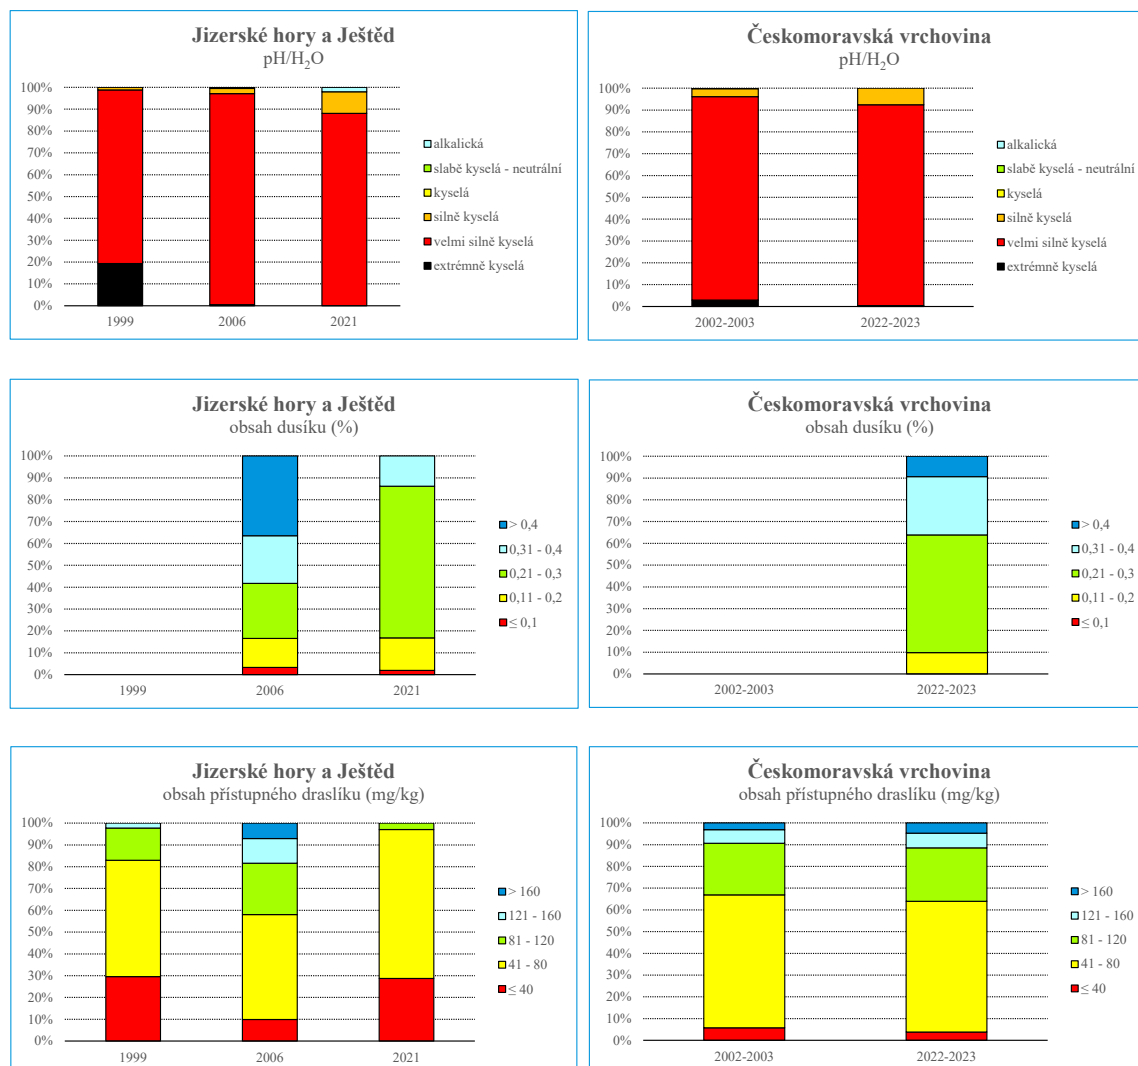 Jizerské hory a Ještěd
pH/H₂O
100%
90%
80%
70%
60%
50%
40%
30%
20%
10%
0%
1999 2006 2021
alkalická
slabě kyselá - neutrální
kyselá
silně kyselá
velmi silně kyselá
extrémně kyselá
Českomoravská vrchovina
pH/H₂O
100%
90%
80%
70%
60%
50%
40%
30%
20%
10%
0%
2002-2003 2022-2023
alkalická
slabě kyselá - neutrální
kyselá
silně kyselá
velmi silně kyselá
extrémně kyselá
Jizerské hory a Ještěd
obsah dusíku (%)
100%
90%
80%
70%
60%
50%
40%
30%
20%
10%
0%
1999 2006 2021
> 0,4
0,31 - 0,4
0,21 - 0,3
0,11 - 0,2
≤ 0,1
Českomoravská vrchovina
obsah dusíku (%)
100%
90%
80%
70%
60%
50%
40%
30%
20%
10%
0%
2002-2003 2022-2023
> 0,4
0,31 - 0,4
0,21 - 0,3
0,11 - 0,2
≤ 0,1
Jizerské hory a Ještěd
obsah přístupného draslíku (mg/kg)
100%
90%
80%
70%
60%
50%
40%
30%
20%
10%
0%
1999 2006 2021
> 160
121 - 160
81 - 120
41 - 80
≤ 40
Českomoravská vrchovina
obsah přístupného draslíku (mg/kg)
100%
90%
80%
70%
60%
50%
40%
30%
20%
10%
0%
2002-2003 2022-2023
> 160
121 - 160
81 - 120
41 - 80
≤ 40